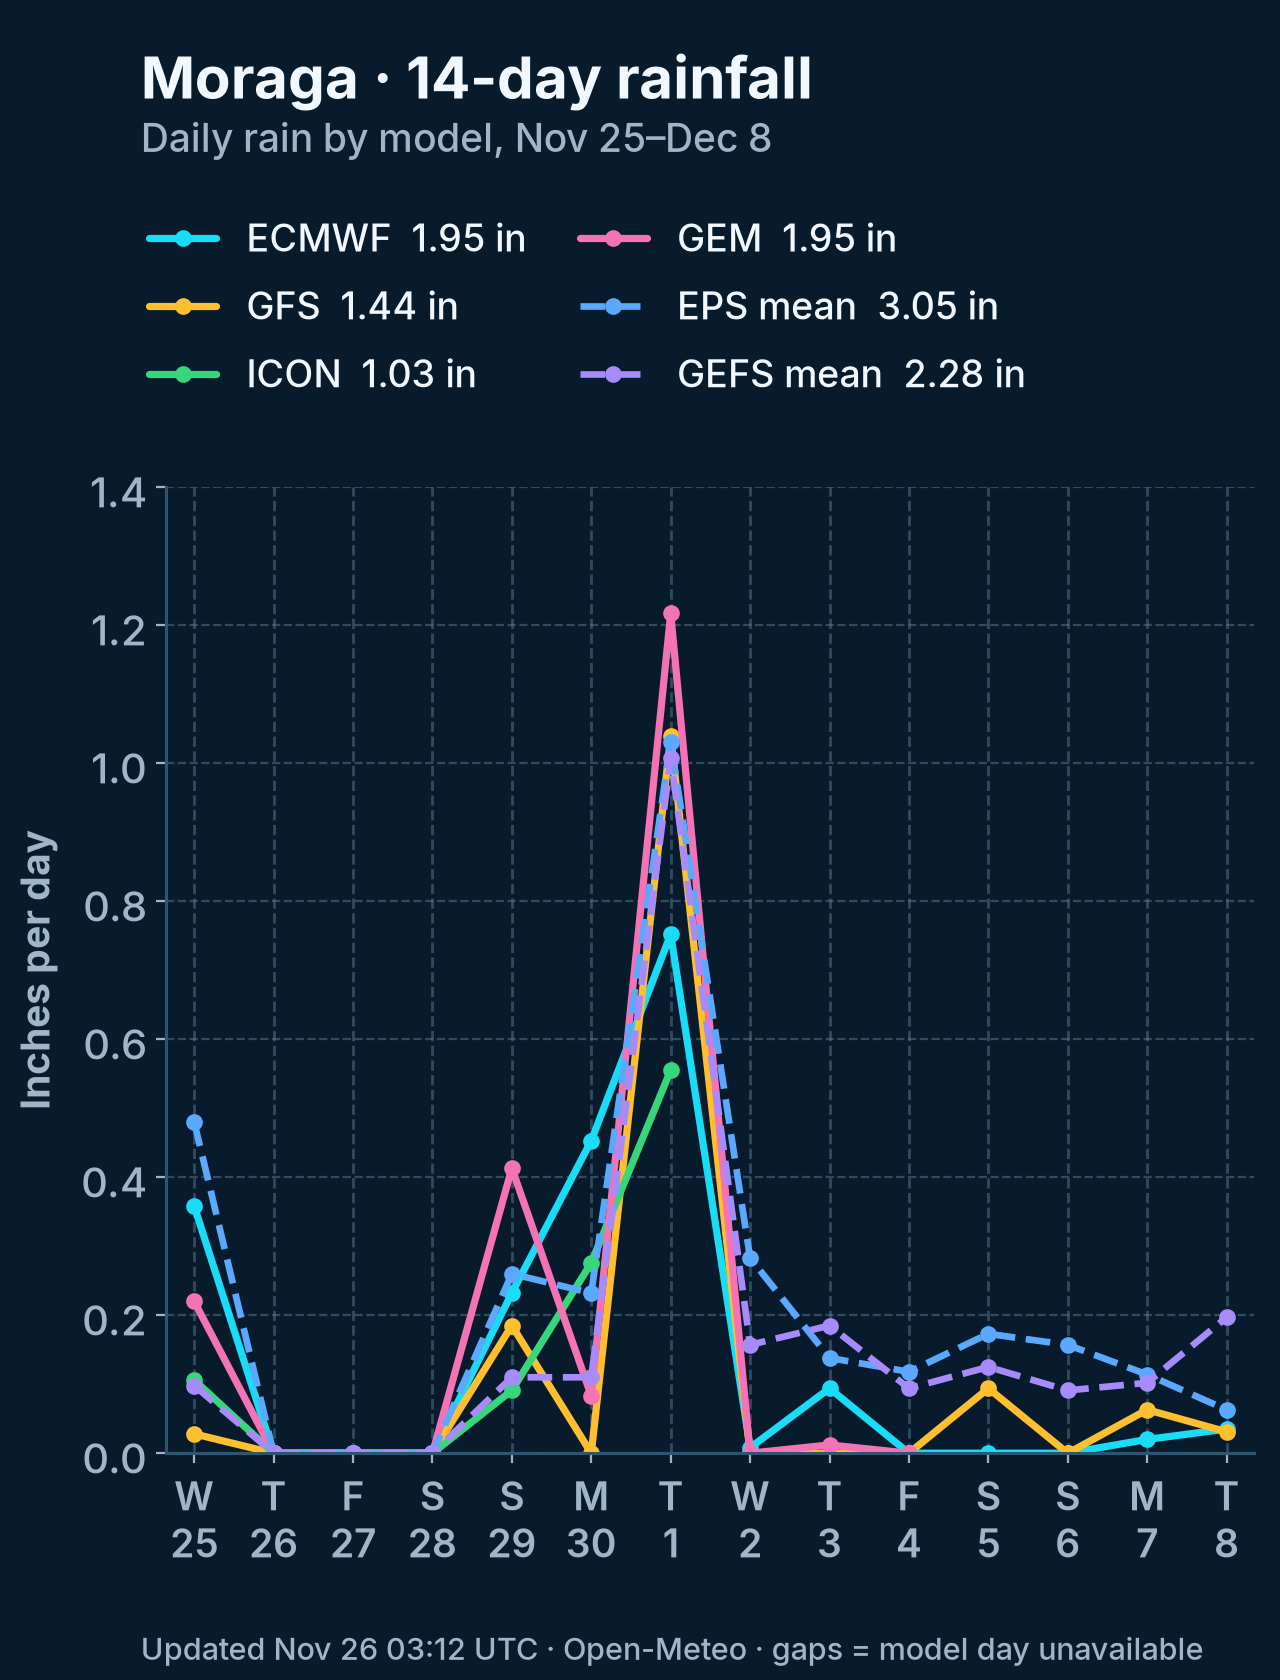 Moraga · 14-day rainfall
Daily rain by model, Nov 25–Dec 8
ECMWF 1.95 in
GEM 1.95 in
GFS 1.44 in
EPS mean 3.05 in
ICON 1.03 in
GEFS mean 2.28 in
Inches per day
1.4
1.2
1.0
0.8
0.6
0.4
0.2
0.0
W T F S S M T W T F S S M T
25 26 27 28 29 30 1 2 3 4 5 6 7 8
Updated Nov 26 03:12 UTC · Open-Meteo · gaps = model day unavailable